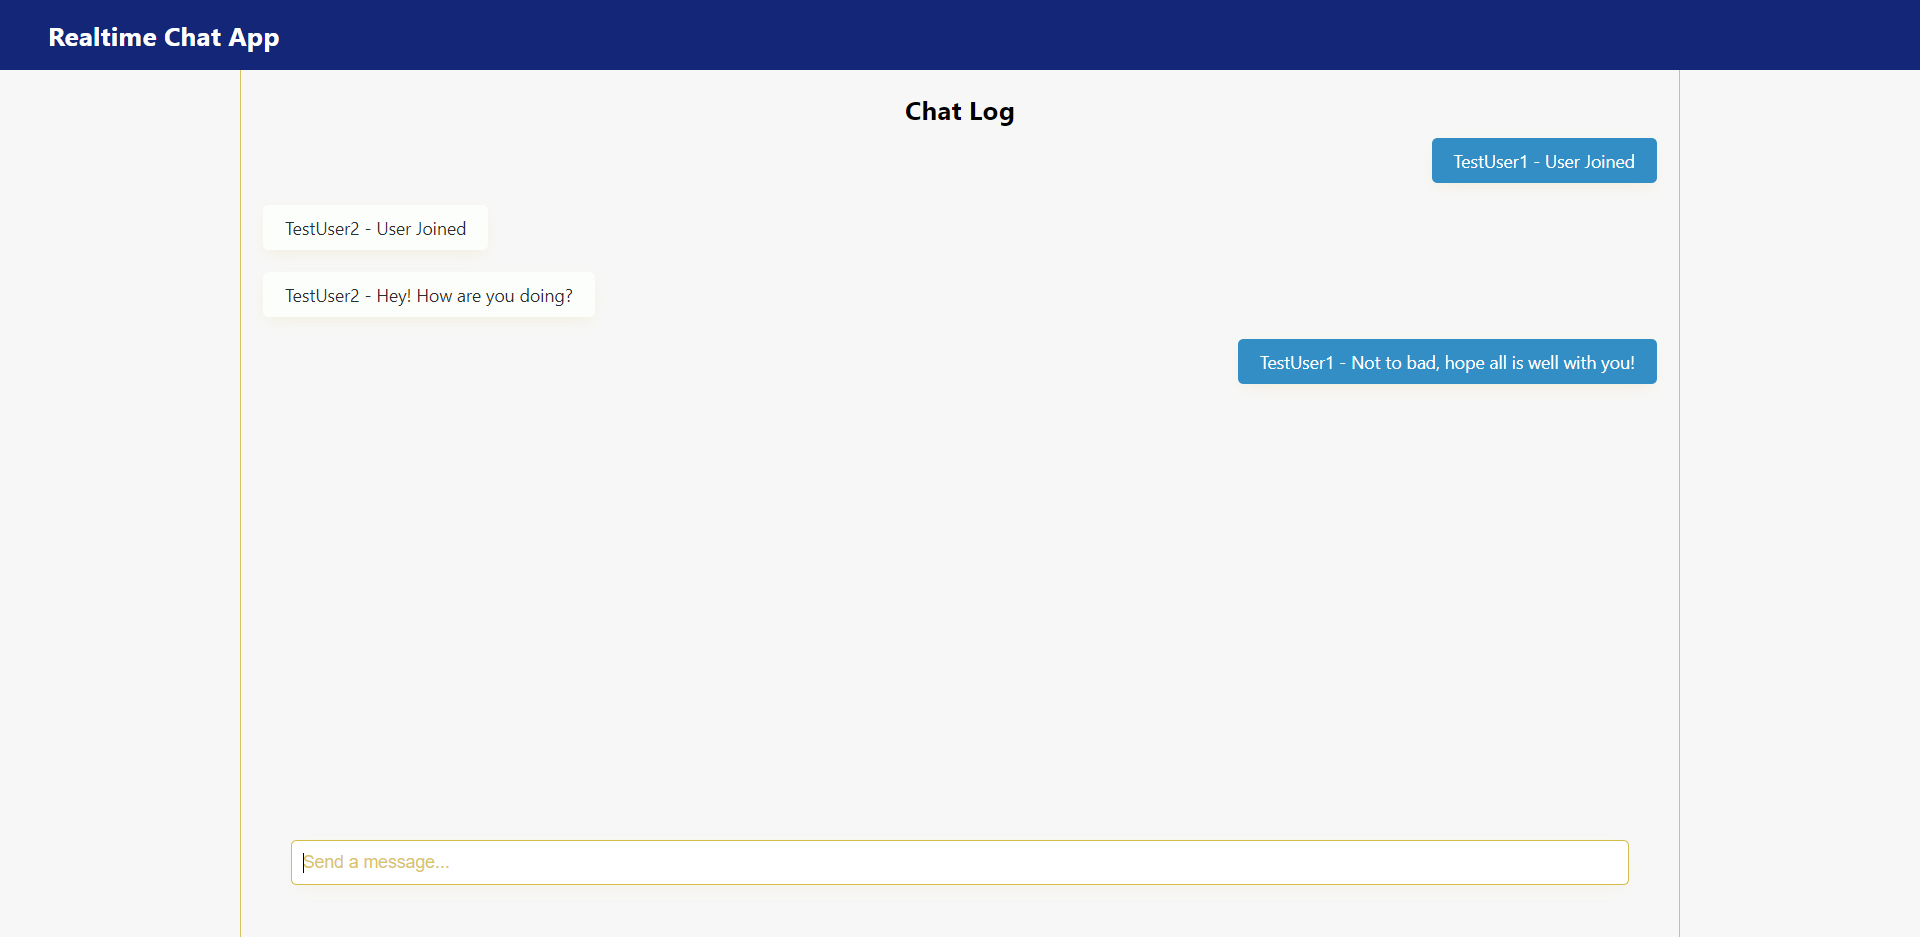 Realtime Chat App
Chat Log
TestUser1 - User Joined
TestUser2 - User Joined
TestUser2 - Hey! How are you doing?
TestUser1 - Not to bad, hope all is well with you!
Send a message...